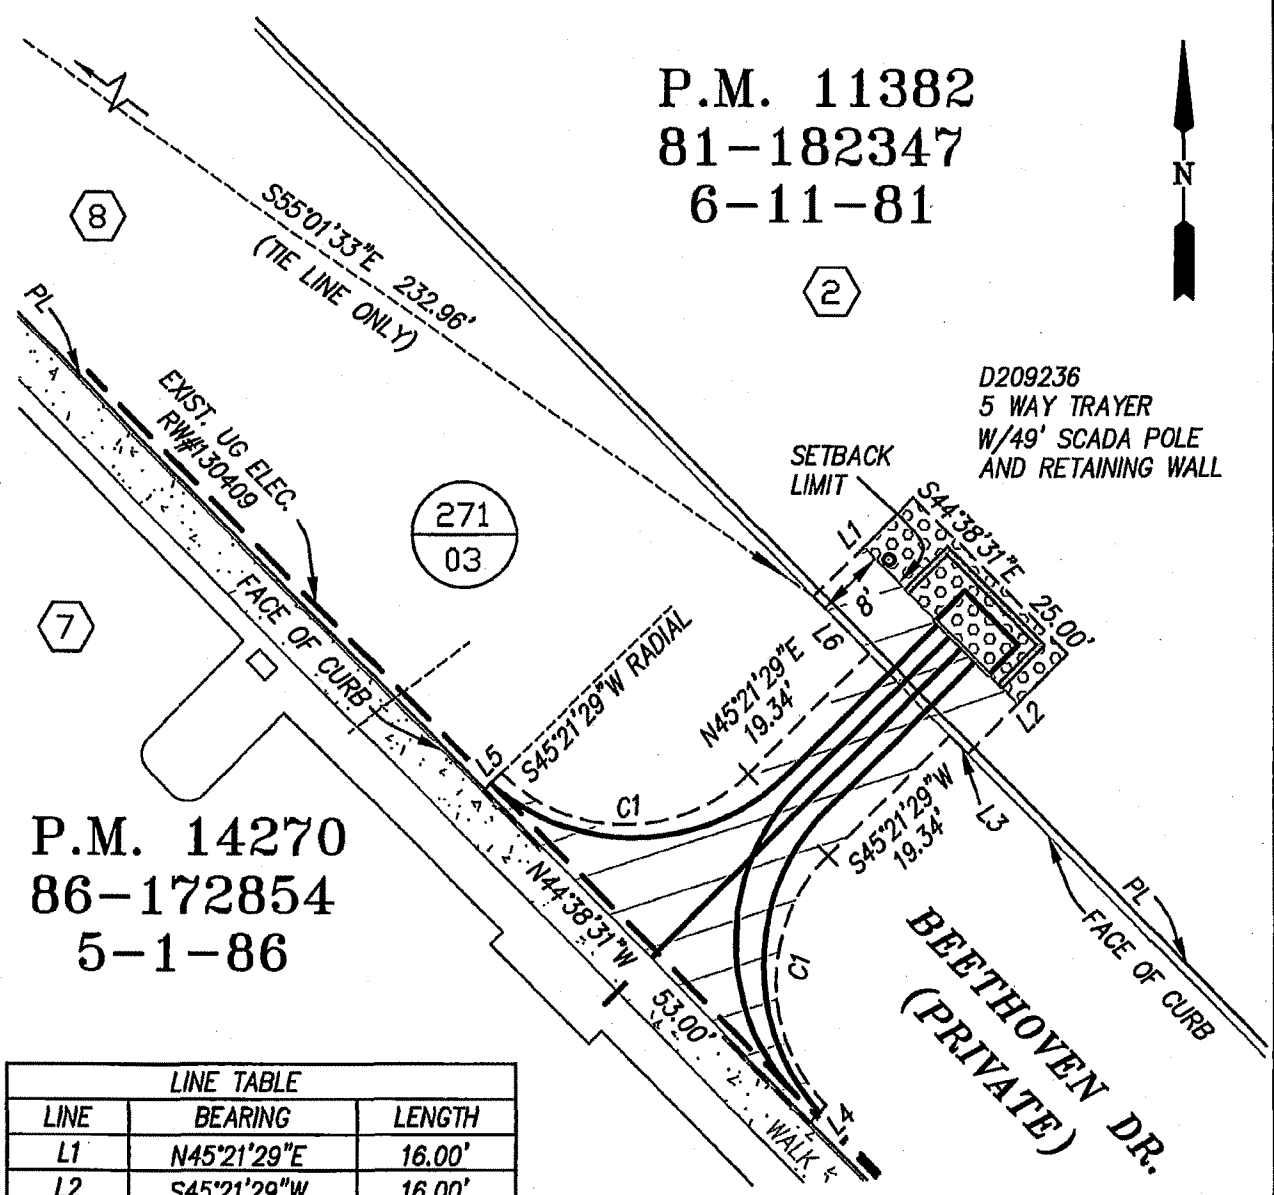 P.M. 11382
81-182347
6-11-81
N
8
2
S55°01'33"E 232.96'
(TIE LINE ONLY)
PL
EXIST. UG ELEC.
RW#130409
D209236
5 WAY TRAYER
W/49' SCADA POLE
AND RETAINING WALL
SETBACK
LIMIT
271
03
L1
S44°38'31"E 25.00'
8'
L6
7
FACE OF CURB
S45°21'29"W RADIAL
N45°21'29"E
19.34'
L2
L5
C1
S45°21'29"W
19.34'
L3
PL
FACE OF CURB
P.M. 14270
86-172854
5-1-86
N44°38'31"W
53.00'
C1
BEETHOVEN DR.
(PRIVATE)
L4
WALK
LINE TABLE
LINE BEARING LENGTH
L1 N45°21'29"E 16.00'
L2 S45°21'29"W 16.00'